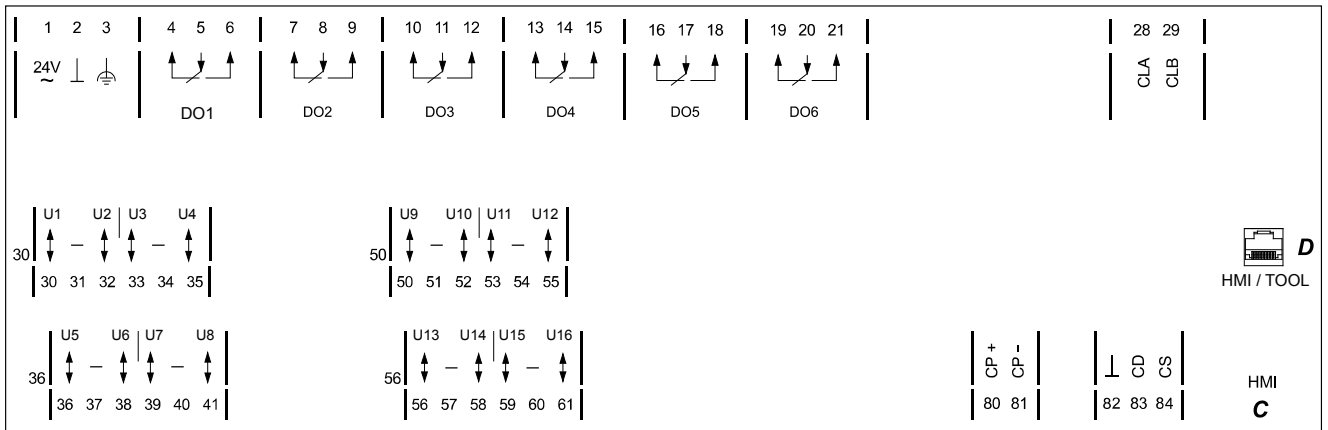 1 2 3 4 5 6 7 8 9 10 11 12 13 14 15 16 17 18 19 20 21 28 29
24V ~ ⊥ CLA CLB
DO1 DO2 DO3 DO4 DO5 DO6
U1 U2 U3 U4 U9 U10 U11 U12
30 – – 50 – –
30 31 32 33 34 35 50 51 52 53 54 55
D
HMI / TOOL
U5 U6 U7 U8 U13 U14 U15 U16
36 – – 56 – – CP + CP - ⊥ CD CS
36 37 38 39 40 41 56 57 58 59 60 61 80 81 82 83 84
HMI
C